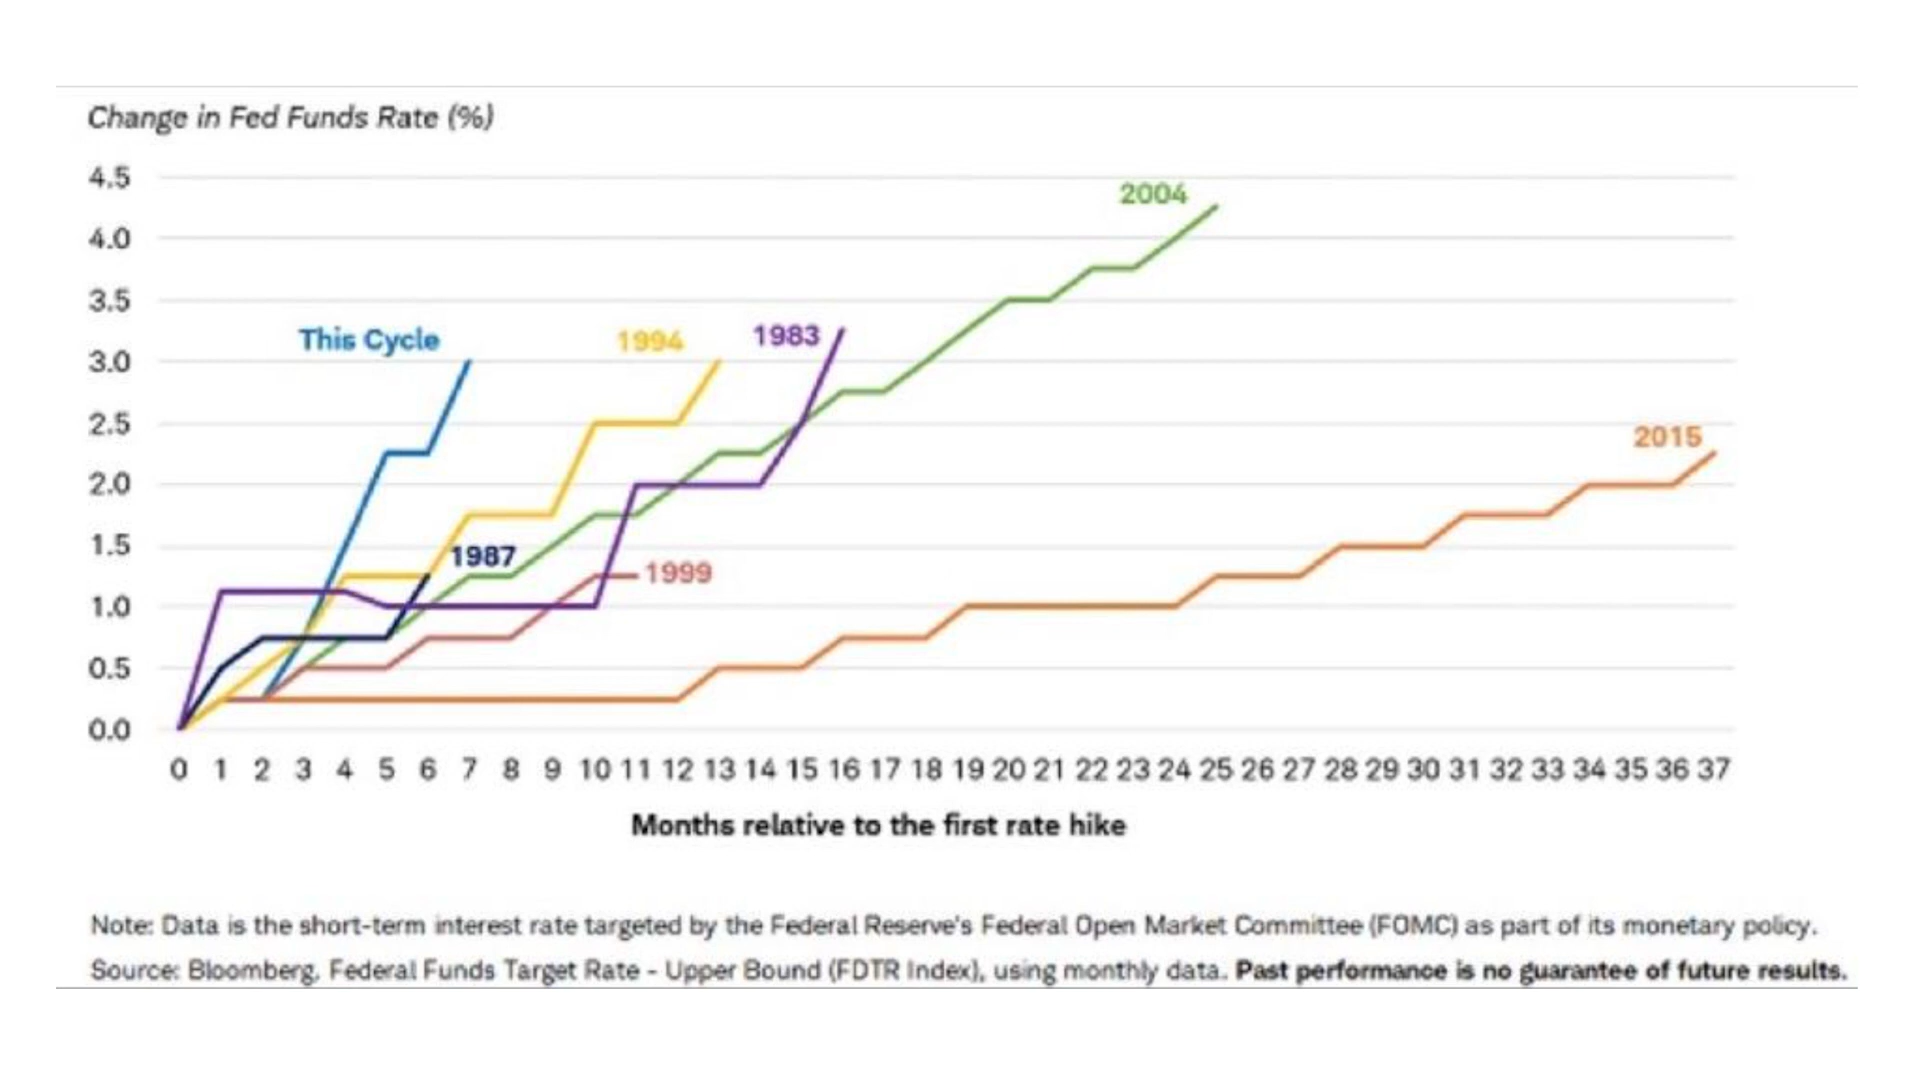 Change in Fed Funds Rate (%)
4.5
2004
4.0
3.5
This Cycle
1994
1983
3.0
2.5
2015
2.0
1.5
1987
1999
1.0
0.5
0.0
0 1 2 3 4 5 6 7 8 9 10 11 12 13 14 15 16 17 18 19 20 21 22 23 24 25 26 27 28 29 30 31 32 33 34 35 36 37
Months relative to the first rate hike
Note: Data is the short-term interest rate targeted by the Federal Reserve's Federal Open Market Committee (FOMC) as part of its monetary policy.
Source: Bloomberg. Federal Funds Target Rate - Upper Bound (FDTR Index), using monthly data. Past performance is no guarantee of future results.